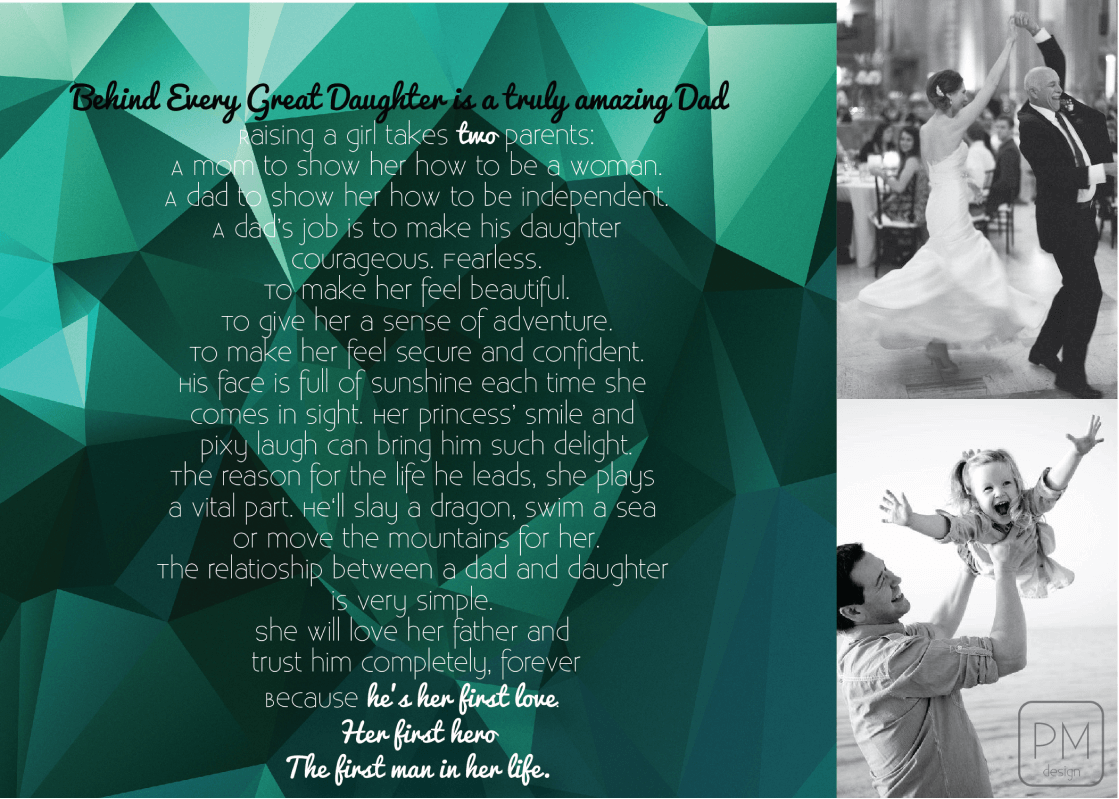 Behind Every Great Daughter is a truly amazing Dad
Raising a girl takes two parents:
A mom to show her how to be a woman.
A dad to show her how to be independent.
A dad's job is to make his daughter
courageous. Fearless.
To make her feel beautiful.
To give her a sense of adventure.
To make her feel secure and confident.
His face is full of sunshine each time she
comes in sight. Her princess' smile and
pixy laugh can bring him such delight.
The reason for the life he leads, she plays
a vital part. He'll slay a dragon, swim a sea
or move the mountains for her.
The relatioship between a dad and daughter
is very simple.
She will love her father and
trust him completely, forever
Because he's her first love.
Her first hero
The first man in her life.
PM
design